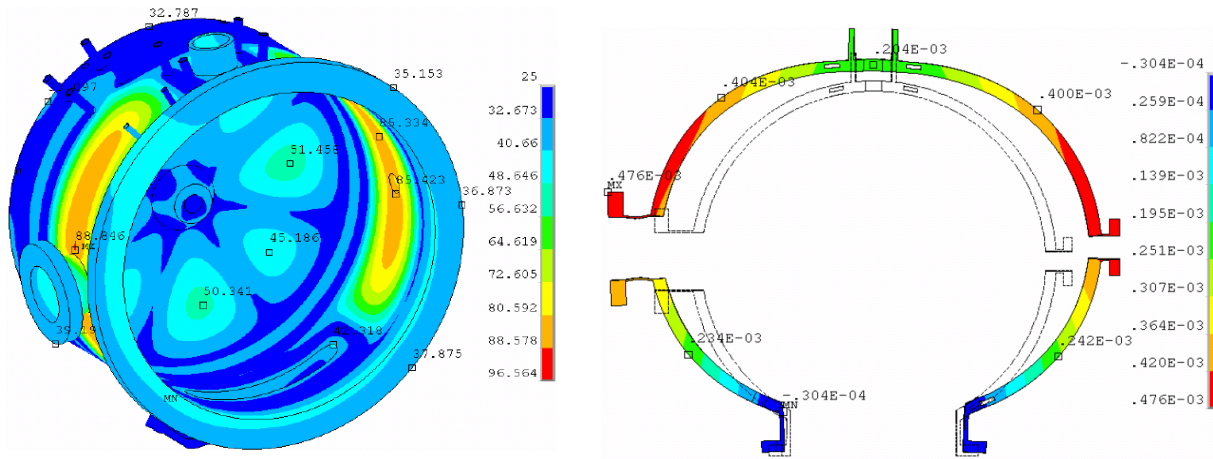 32.787
35.153
85.334
51.458
85.423
36.873
88.846
MX
45.186
50.341
39.19
42.318
37.875
MN
25
32.673
40.66
48.646
56.632
64.619
72.605
80.592
88.578
96.564
.204E-03
.404E-03
.400E-03
.476E-03
MX
.234E-03
.242E-03
-.304E-04
MN
-.304E-04
.259E-04
.822E-04
.139E-03
.195E-03
.251E-03
.307E-03
.364E-03
.420E-03
.476E-03